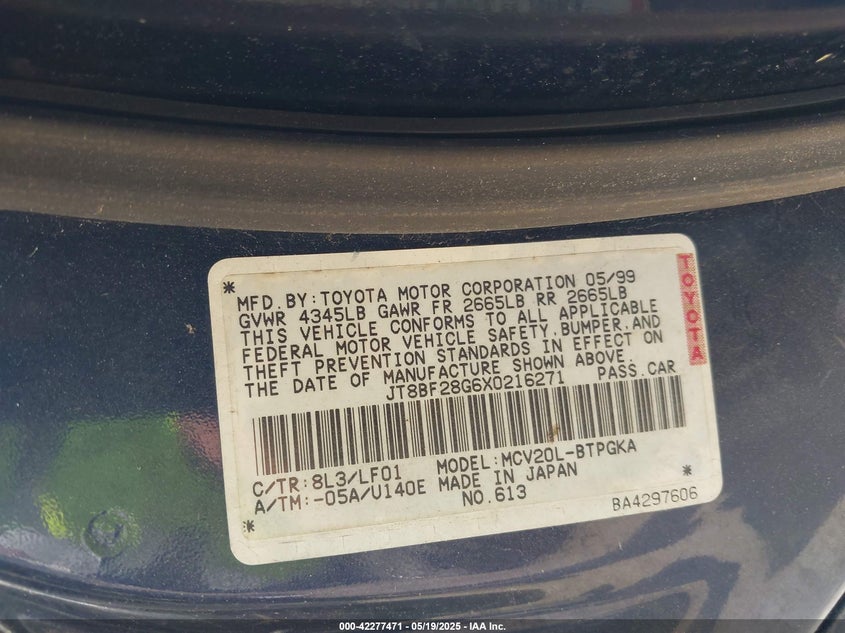 MFD.BY:TOYOTA MOTOR CORPORATION 05/99
GVWR 4345LB GAWR FR 2665LB RR 2665LB
THIS VEHICLE CONFORMS TO ALL APPLICABLE
FEDERAL MOTOR VEHICLE SAFETY,BUMPER,AND
THEFT PREVENTION STANDARDS IN EFFECT ON
THE DATE OF MANUFACTURE SHOWN ABOVE.
JT8BF28G6X0216271 PASS.CAR
TOYOTA
C/TR:8L3/LF01 MODEL:MCV20L-BTPGKA
A/TM:-05A/U140E MADE IN JAPAN
NO.613
BA4297606
000-42277471 - 05/19/2025 - IAA Inc.